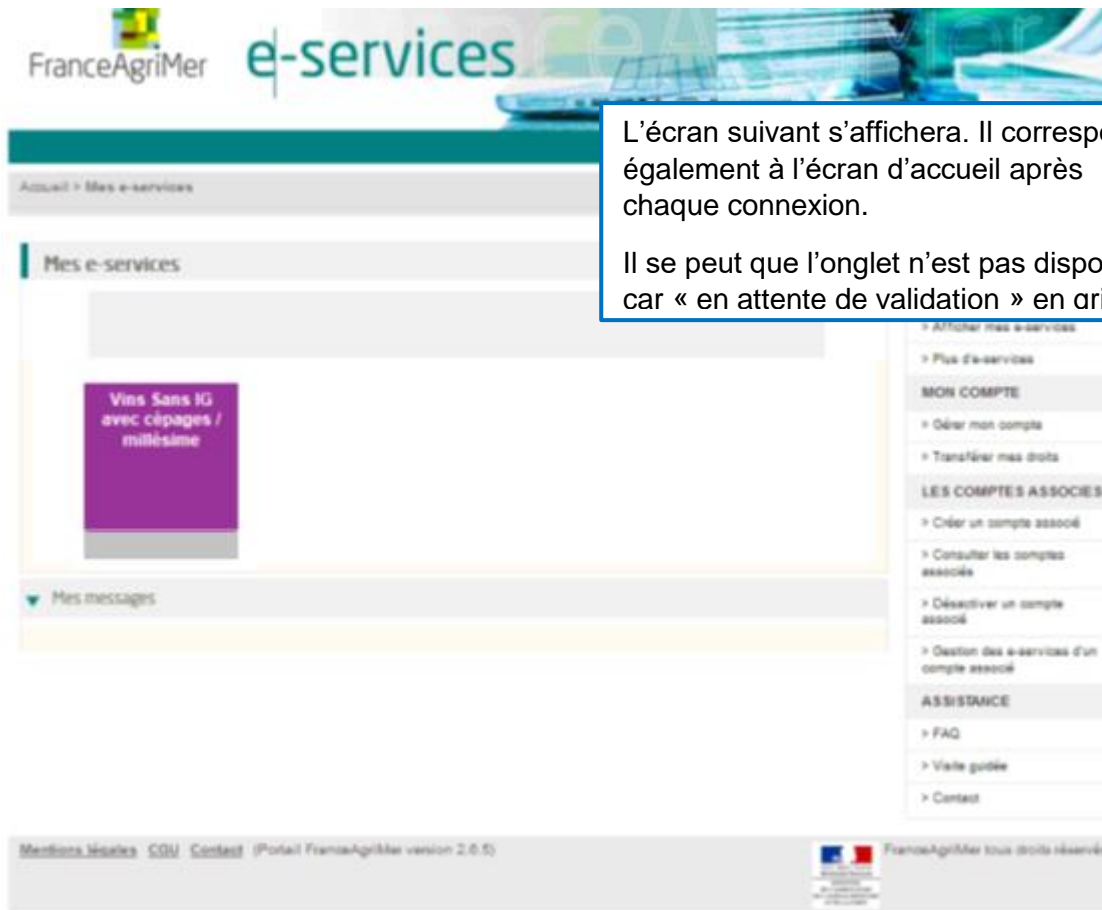 FranceAgriMer e-services
L'écran suivant s'affichera. Il
également à l'écran d'accueil après
chaque connexion.
Il se peut que l'onglet n'est pas
car « en attente de validation » en
Accueil > Mes e-services
Mes e-services
Vins Sans IG
avec cépages /
millésime
Mes messages
> Afficher mes e-services
> Plus d'e-services
MON COMPTE
> Gérer mon compte
> Transférer mes droits
LES COMPTES ASSOCIES
> Créer un compte associé
> Consulter les comptes
associés
> Désactiver un compte
associé
> Gestion des e-services d'un
compte associé
ASSISTANCE
> FAQ
> Visite guidée
> Contact
Mentions légales CGU Contact (Portail FranceAgriMer version 2.6.5)
FranceAgriMer tous droits réservés